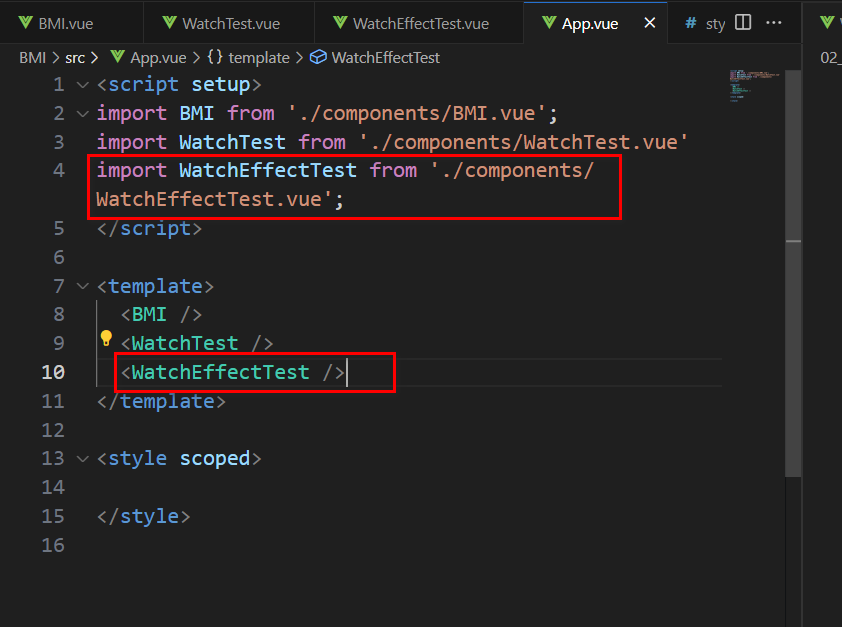 BMI.vue WatchTest.vue WatchEffectTest.vue App.vue × # sty ···
BMI > src > App.vue > {} template > WatchEffectTest
02_
1 <script setup>
2 import BMI from './components/BMI.vue';
3 import WatchTest from './components/WatchTest.vue'
4 import WatchEffectTest from './components/
WatchEffectTest.vue';
5 </script>
6
7 <template>
8 <BMI />
9 <WatchTest />
10 <WatchEffectTest />
11 </template>
12
13 <style scoped>
14
15 </style>
16